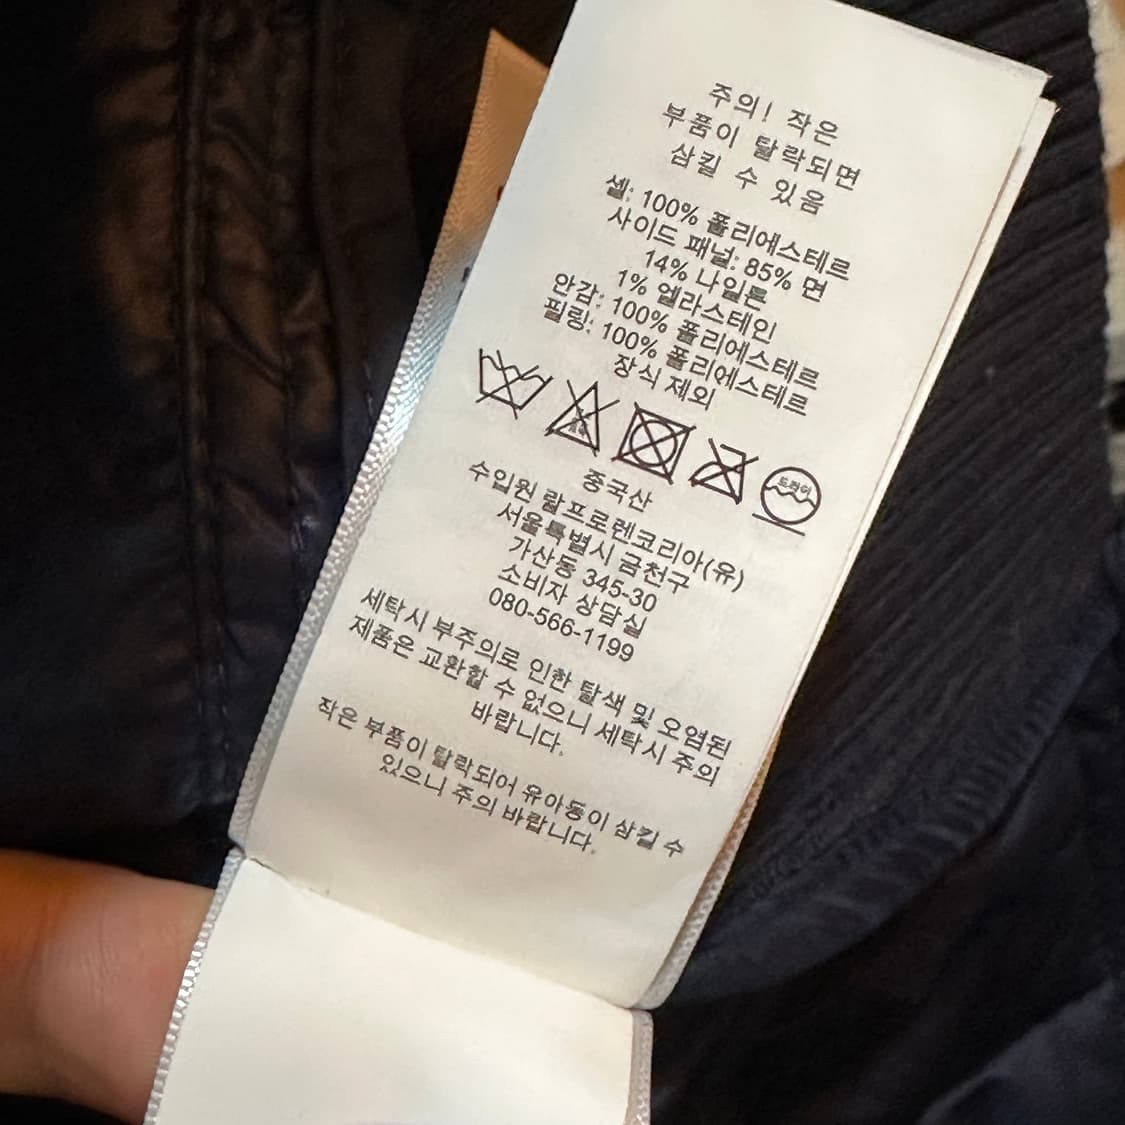 주의! 작은
부품이 탈락되면
삼킬 수 있음
셸: 100% 폴리에스테르
사이드 패널: 85% 면
14% 나일론
1% 엘라스테인
안감: 100% 폴리에스테르
필링: 100% 폴리에스테르
장식 제외
드라이
중국산
수입원 랄프로렌코리아(유)
서울특별시 금천구
가산동 345-30
소비자 상담실
080-566-1199
세탁시 부주의로 인한 탈색 및 오염된
제품은 교환할 수 없으니 세탁시 주의
바랍니다.
작은 부품이 탈락되어 유아동이 삼킬 수
있으니 주의 바랍니다.